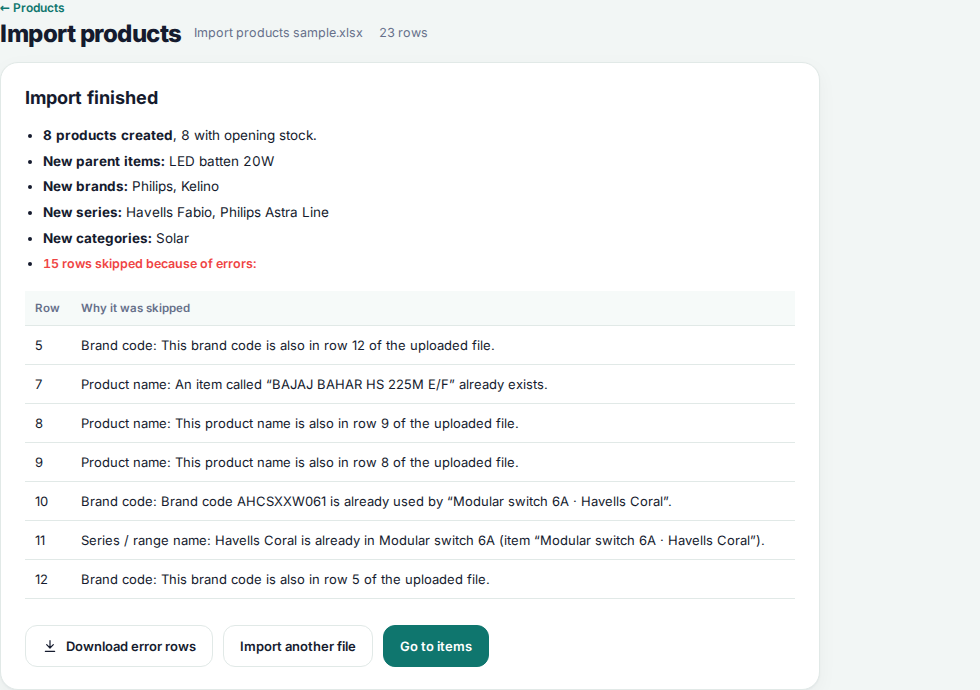 ← Products
Import products Import products sample.xlsx 23 rows
Import finished
• 8 products created, 8 with opening stock.
• New parent items: LED batten 20W
• New brands: Philips, Kelino
• New series: Havells Fabio, Philips Astra Line
• New categories: Solar
• 15 rows skipped because of errors:
Row Why it was skipped
5 Brand code: This brand code is also in row 12 of the uploaded file.
7 Product name: An item called “BAJAJ BAHAR HS 225M E/F” already exists.
8 Product name: This product name is also in row 9 of the uploaded file.
9 Product name: This product name is also in row 8 of the uploaded file.
10 Brand code: Brand code AHCSXXW061 is already used by “Modular switch 6A · Havells Coral”.
11 Series / range name: Havells Coral is already in Modular switch 6A (item “Modular switch 6A · Havells Coral”).
12 Brand code: This brand code is also in row 5 of the uploaded file.
Download error rows Import another file Go to items